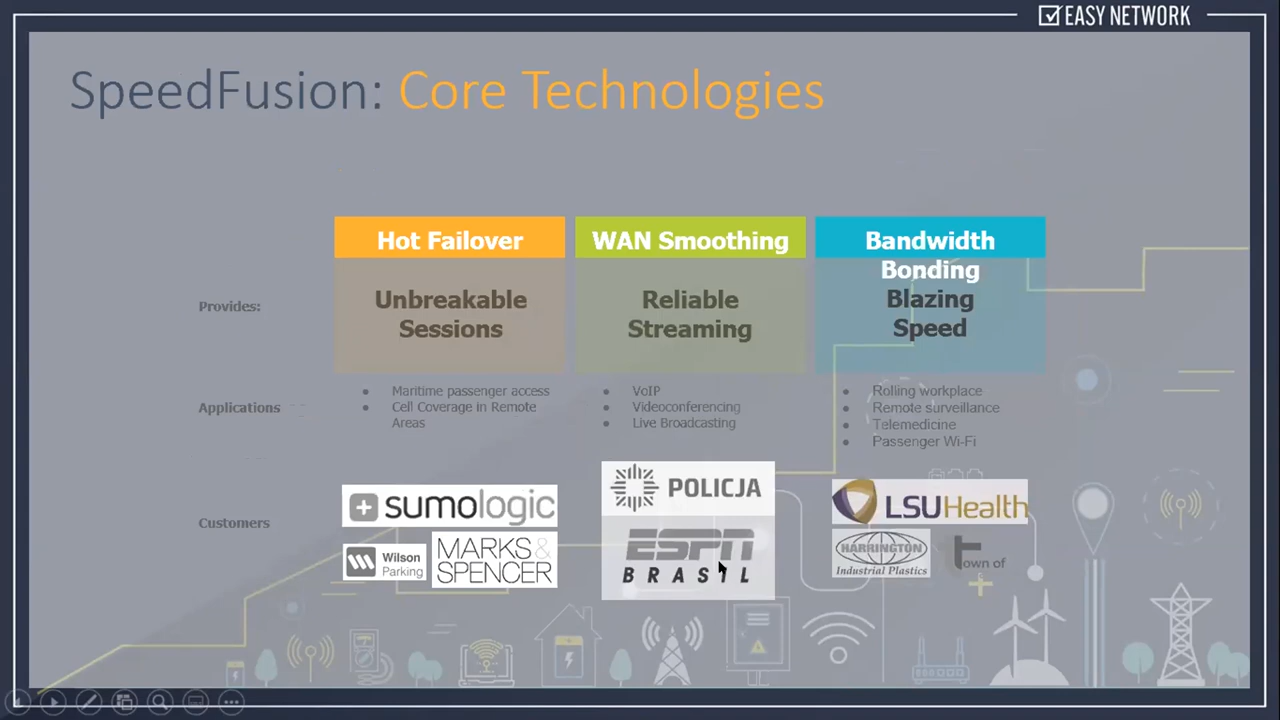 EASY NETWORK
SpeedFusion: Core Technologies
Hot Failover
WAN Smoothing
Bandwidth
Bonding
Provides:
Unbreakable
Sessions
Reliable
Streaming
Blazing
Speed
Applications
• Maritime passenger access
• Cell Coverage in Remote
Areas
• VoIP
• Videoconferencing
• Live Broadcasting
• Rolling workplace
• Remote surveillance
• Telemedicine
• Passenger Wi-Fi
Customers
sumologic
Wilson
Parking
MARKS&
SPENCER
POLICJA
ESPN
BRASIL
LSUHealth
HARRINGTON
Industrial Plastics
town of